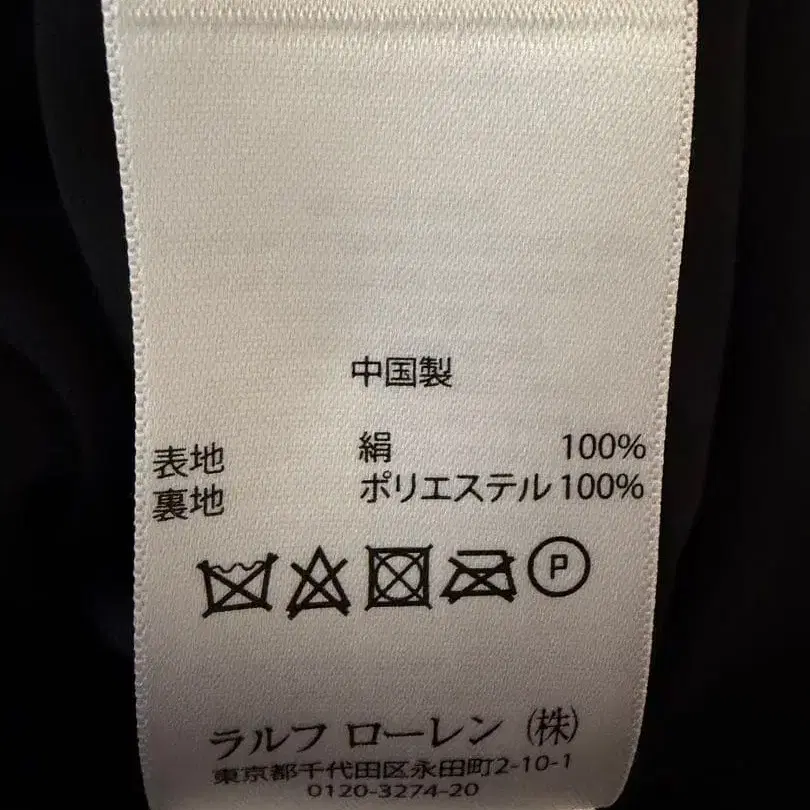 中国製
表地 絹 100%
裏地 ポリエステル 100%
P
ラルフ ローレン (株)
東京都千代田区永田町2-10-1
0120-3274-20